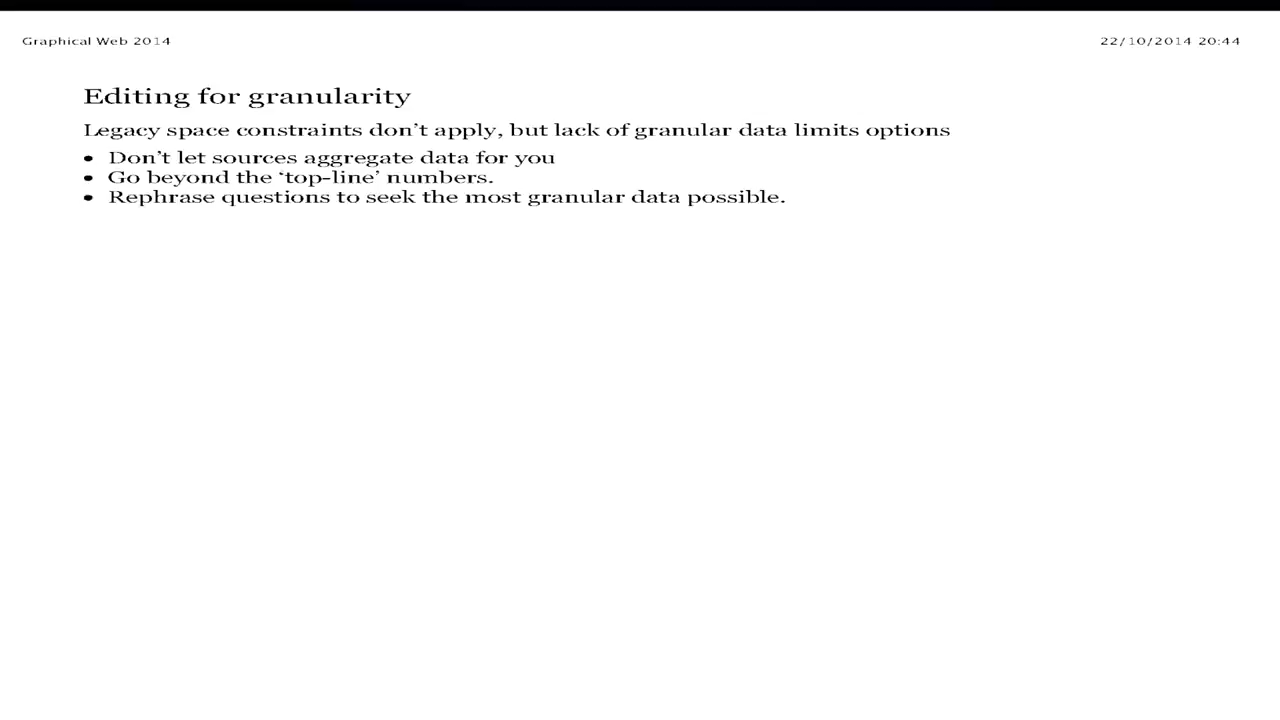 Graphical Web 2014
22/10/2014 20:44
Editing for granularity
Legacy space constraints don’t apply, but lack of granular data limits options
• Don’t let sources aggregate data for you
• Go beyond the ‘top-line’ numbers.
• Rephrase questions to seek the most granular data possible.